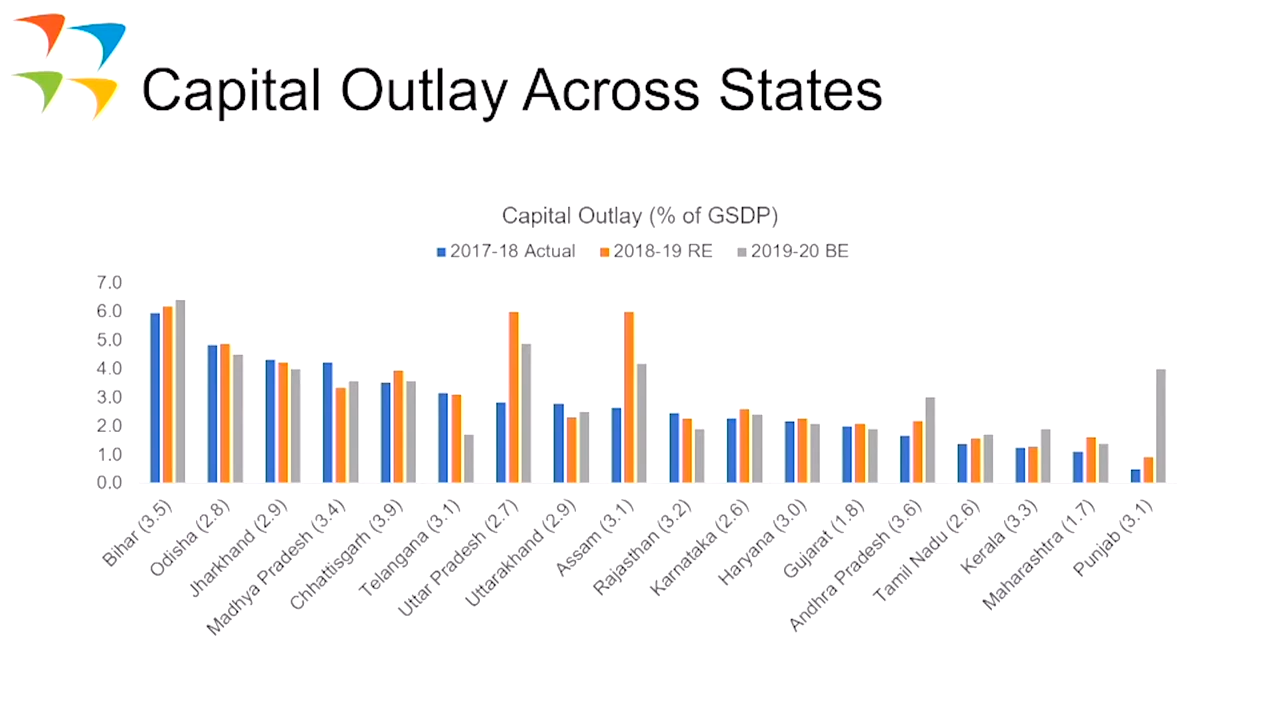 Capital Outlay Across States
Capital Outlay (% of GSDP)
2017-18 Actual 2018-19 RE 2019-20 BE
7.0
6.0
5.0
4.0
3.0
2.0
1.0
0.0
Bihar (3.5)
Odisha (2.8)
Jharkhand (2.9)
Madhya Pradesh (3.4)
Chhattisgarh (3.9)
Telangana (3.1)
Uttar Pradesh (2.7)
Uttarakhand (2.9)
Assam (3.1)
Rajasthan (3.2)
Karnataka (2.6)
Haryana (3.0)
Gujarat (1.8)
Andhra Pradesh (3.6)
Tamil Nadu (2.6)
Kerala (3.3)
Maharashtra (1.7)
Punjab (3.1)